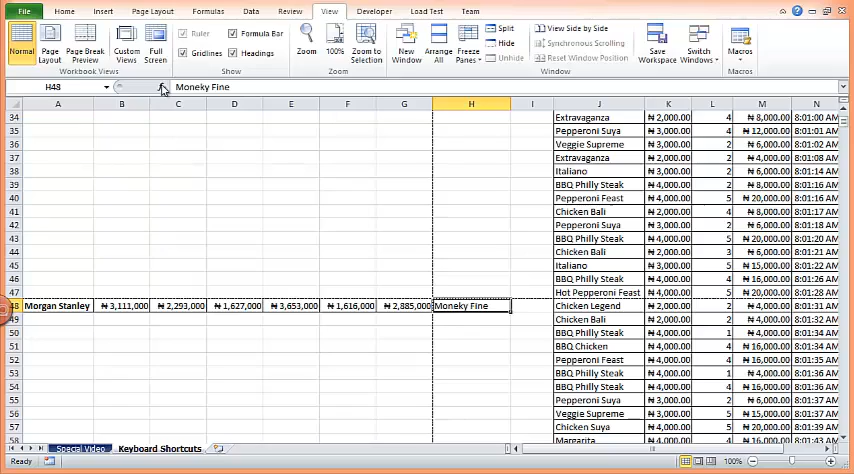 File Home Insert Page Layout Formulas Data Review View Developer Load Test Team
Normal Page Layout Page Break Preview Custom Views Full Screen Ruler Formula Bar Gridlines Headings Zoom 100% Zoom to Selection New Window Arrange All Freeze Panes Split Hide Unhide View Side by Side Synchronous Scrolling Reset Window Position Save Workspace Switch Windows Macros
Workbook Views Show Zoom Window Macros
H48 Moneky Fine
A B C D E F G H I J K L M N
34 Extravaganza ₦ 2,000.00 4 ₦ 8,000.00 8:01:00 AM
35 Pepperoni Suya ₦ 3,000.00 4 ₦ 12,000.00 8:01:01 AM
36 Veggie Supreme ₦ 3,000.00 2 ₦ 6,000.00 8:01:02 AM
37 Extravaganza ₦ 2,000.00 2 ₦ 4,000.00 8:01:08 AM
38 Italiano ₦ 3,000.00 2 ₦ 6,000.00 8:01:14 AM
39 BBQ Philly Steak ₦ 4,000.00 2 ₦ 8,000.00 8:01:16 AM
40 Pepperoni Feast ₦ 4,000.00 5 ₦ 20,000.00 8:01:16 AM
41 Chicken Bali ₦ 2,000.00 4 ₦ 8,000.00 8:01:17 AM
42 Pepperoni Suya ₦ 3,000.00 2 ₦ 6,000.00 8:01:18 AM
43 BBQ Philly Steak ₦ 4,000.00 5 ₦ 20,000.00 8:01:20 AM
44 Chicken Bali ₦ 2,000.00 3 ₦ 6,000.00 8:01:21 AM
45 Italiano ₦ 3,000.00 5 ₦ 15,000.00 8:01:22 AM
46 BBQ Philly Steak ₦ 4,000.00 4 ₦ 16,000.00 8:01:26 AM
47 Hot Pepperoni Feast ₦ 4,000.00 5 ₦ 20,000.00 8:01:28 AM
48 Morgan Stanley ₦ 3,111,000 ₦ 2,293,000 ₦ 1,627,000 ₦ 3,653,000 ₦ 1,616,000 ₦ 2,885,000 Moneky Fine Chicken Legend ₦ 2,000.00 2 ₦ 4,000.00 8:01:31 AM
49 Chicken Bali ₦ 2,000.00 2 ₦ 4,000.00 8:01:32 AM
50 BBQ Philly Steak ₦ 4,000.00 1 ₦ 4,000.00 8:01:34 AM
51 BBQ Chicken ₦ 4,000.00 4 ₦ 16,000.00 8:01:34 AM
52 Pepperoni Feast ₦ 4,000.00 4 ₦ 16,000.00 8:01:35 AM
53 BBQ Philly Steak ₦ 4,000.00 1 ₦ 4,000.00 8:01:36 AM
54 BBQ Philly Steak ₦ 4,000.00 4 ₦ 16,000.00 8:01:36 AM
55 Pepperoni Suya ₦ 3,000.00 2 ₦ 6,000.00 8:01:37 AM
56 Veggie Supreme ₦ 3,000.00 5 ₦ 15,000.00 8:01:37 AM
57 Chicken Suya ₦ 4,000.00 5 ₦ 20,000.00 8:01:39 AM
58 Margarita ₦ 4,000.00 4 ₦ 16,000.00 8:01:43 AM
Special Video Keyboard Shortcuts
Ready 100%